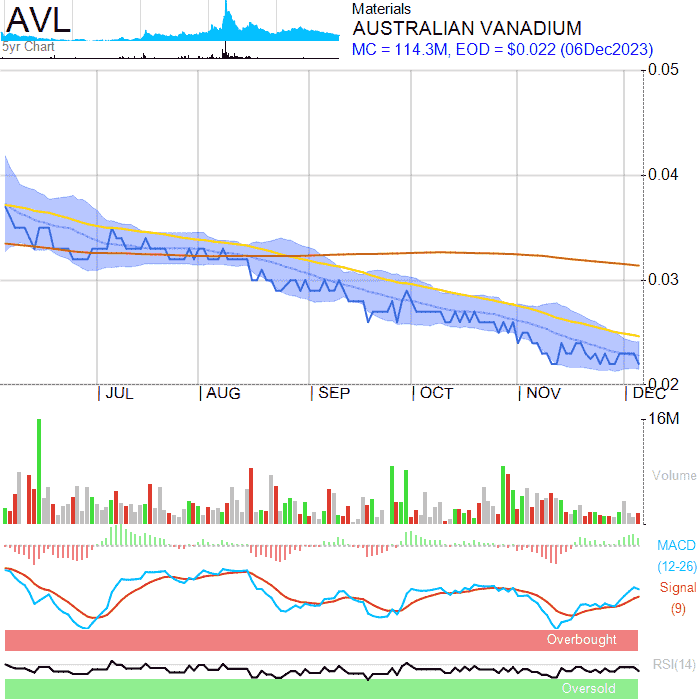 AVL
5yr Chart
Materials
AUSTRALIAN VANADIUM
MC = 114.3M, EOD = $0.022 (06Dec2023)
0.05
0.04
0.03
0.02
JUL
AUG
SEP
OCT
NOV
DEC
16M
Volume
MACD
(12-26)
Signal
(9)
Overbought
RSI(14)
Oversold